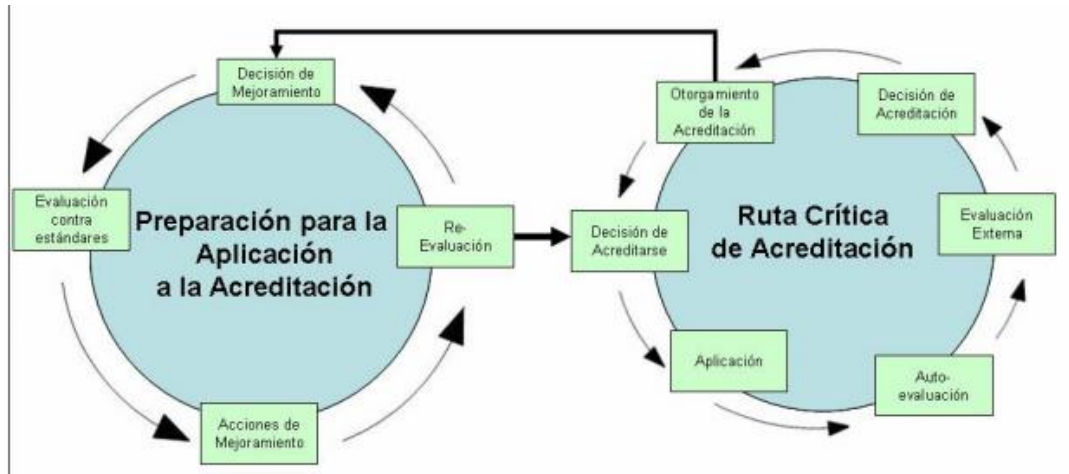 Decisión de
Mejoramiento
Evaluación
contra
estándares
Preparación para la
Aplicación
a la Acreditación
Re-
Evaluación
Acciones de
Mejoramiento
Otorgamiento
de la
Acreditación
Decisión de
Acreditación
Decisión de
Acreditarse
Ruta Crítica
de Acreditación
Evaluación
Externa
Aplicación
Auto-
evaluación